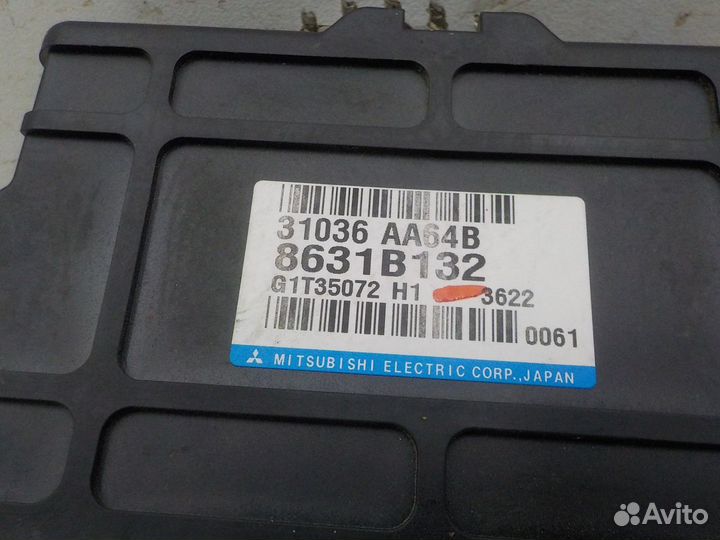 31036 AA64B
8631B132
G1T35072 H1 3622
0061
MITSUBISHI ELECTRIC CORP.,JAPAN
Avito